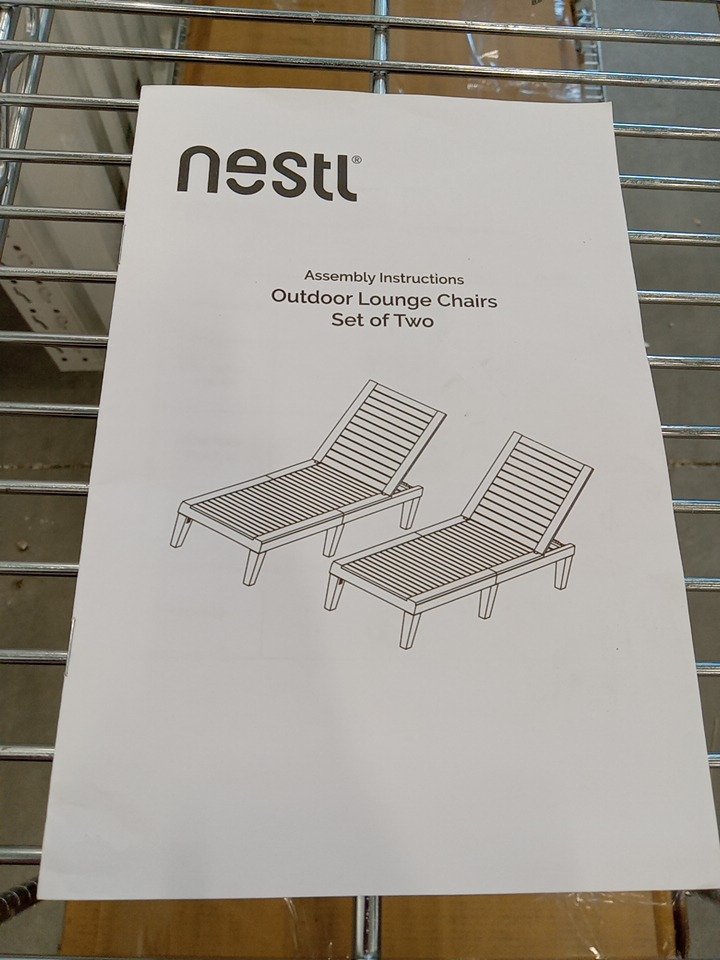 nestl®
Assembly Instructions
Outdoor Lounge Chairs
Set of Two